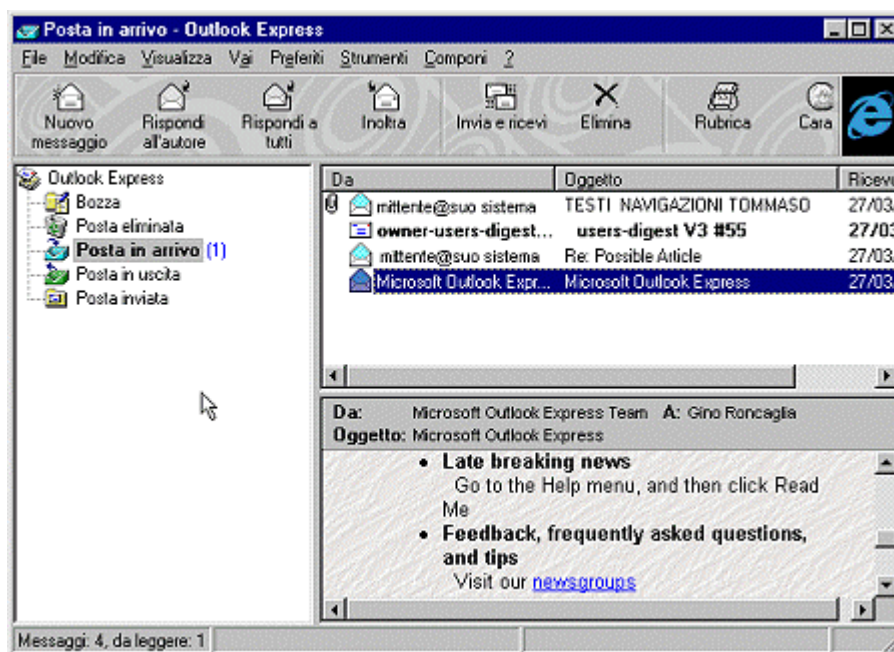 Posta in arrivo - Outlook Express
File Modifica Visualizza Vai Preferiti Strumenti Componi ?
Nuovo messaggio
Rispondi all'autore
Rispondi a tutti
Inoltra
Invia e ricevi
Elimina
Rubrica
Cara
Outlook Express
Bozza
Posta eliminata
Posta in arrivo (1)
Posta in uscita
Posta inviata
Da Oggetto Riceve
mittente@suo sistema TESTI NAVIGAZIONI TOMMASO 27/03
owner-users-digest... users-digest V3 #55 27/03
mittente@suo sistema Re: Possible Article 27/03
Microsoft Outlook Expr... Microsoft Outlook Express 27/03
Da: Microsoft Outlook Express Team A: Gino Roncaglia
Oggetto: Microsoft Outlook Express
• Late breaking news
Go to the Help menu, and then click Read
Me
• Feedback, frequently asked questions,
and tips
Visit our newsgroups
Messaggi: 4, da leggere: 1